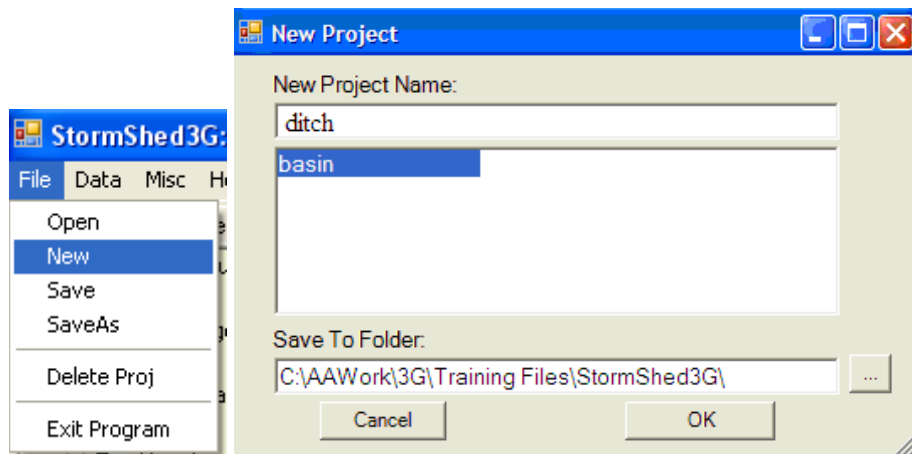 StormShed3G:
File Data Misc
Open
New
Save
SaveAs
Delete Proj
Exit Program
New Project
New Project Name:
ditch
basin
Save To Folder:
C:\AAWork\3G\Training Files\StormShed3G\
...
Cancel OK